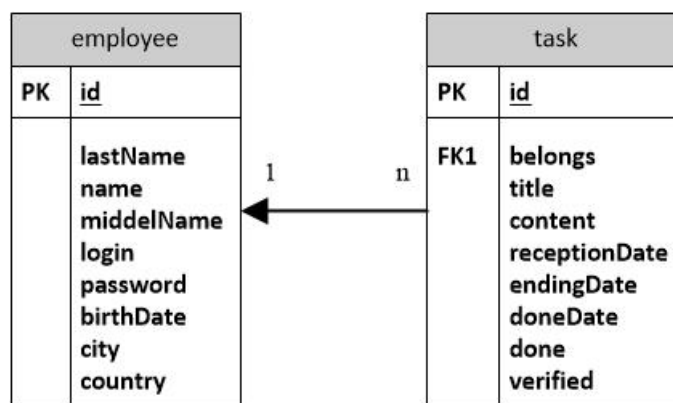 employee
PK id
lastName
name
middelName
login
password
birthDate
city
country
1 n
task
PK id
FK1 belongs
title
content
receptionDate
endingDate
doneDate
done
verified